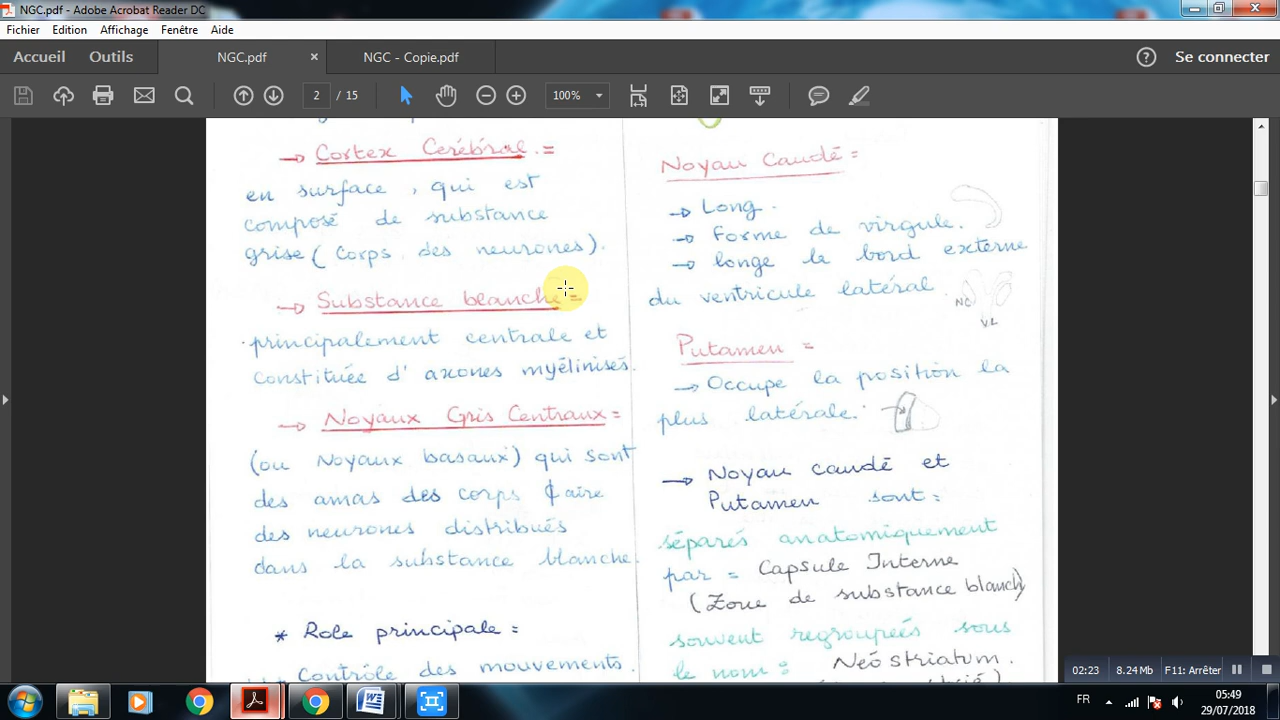 NGC.pdf - Adobe Acrobat Reader DC
Fichier Edition Affichage Fenêtre Aide
Accueil Outils NGC.pdf × NGC - Copie.pdf ? Se connecter
2 / 15 100%
→ Cortex Cérébral =
en surface, qui est
composé de substance
grise (Corps des neurones).
→ Substance blanche =
principalement centrale et
constituée d'axones myélinisés.
→ Noyaux Gris Centraux =
(ou Noyaux basaux) qui sont
des amas des corps ¢aire
des neurones distribués
dans la substance blanche
* Role principale =
Contrôle des mouvements.
Noyau Caudé =
→ Long.
→ Forme de virgule.
→ longe le bord externe
du ventricule latéral.
NC
V.L
Putamen =
→ Occupe la position la
plus latérale.
→ Noyau caudé et
Putamen sont =
séparés anatomiquement
par = Capsule Interne
(Zone de substance blanch)
souvent regroupées sous
le nom : Néo striatum.
02:23 8.24 Mb F11: Arrêter
FR 05:49
29/07/2018